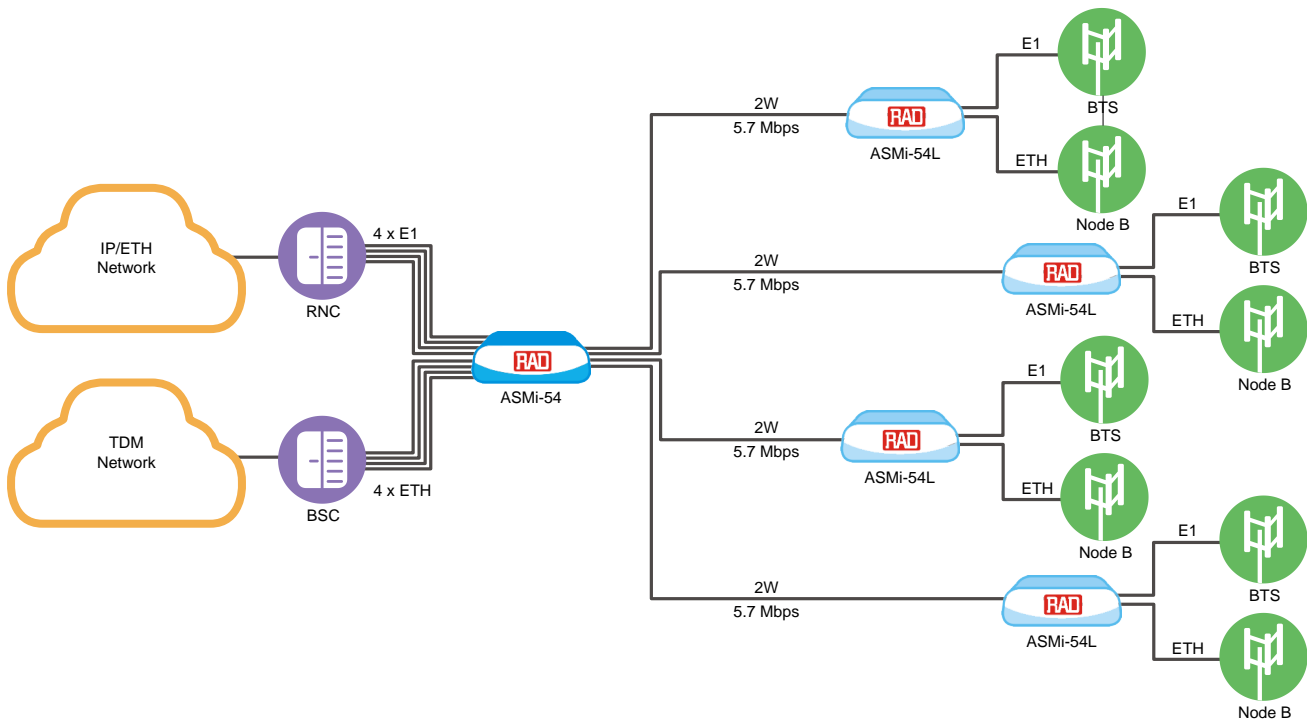 IP/ETH
Network
RNC
4 x E1
TDM
Network
BSC
4 x ETH
RAD
ASMi-54
2W
5.7 Mbps
RAD
ASMi-54L
E1
BTS
ETH
Node B
2W
5.7 Mbps
RAD
ASMi-54L
E1
BTS
ETH
Node B
2W
5.7 Mbps
RAD
ASMi-54L
E1
BTS
ETH
Node B
2W
5.7 Mbps
RAD
ASMi-54L
E1
BTS
ETH
Node B